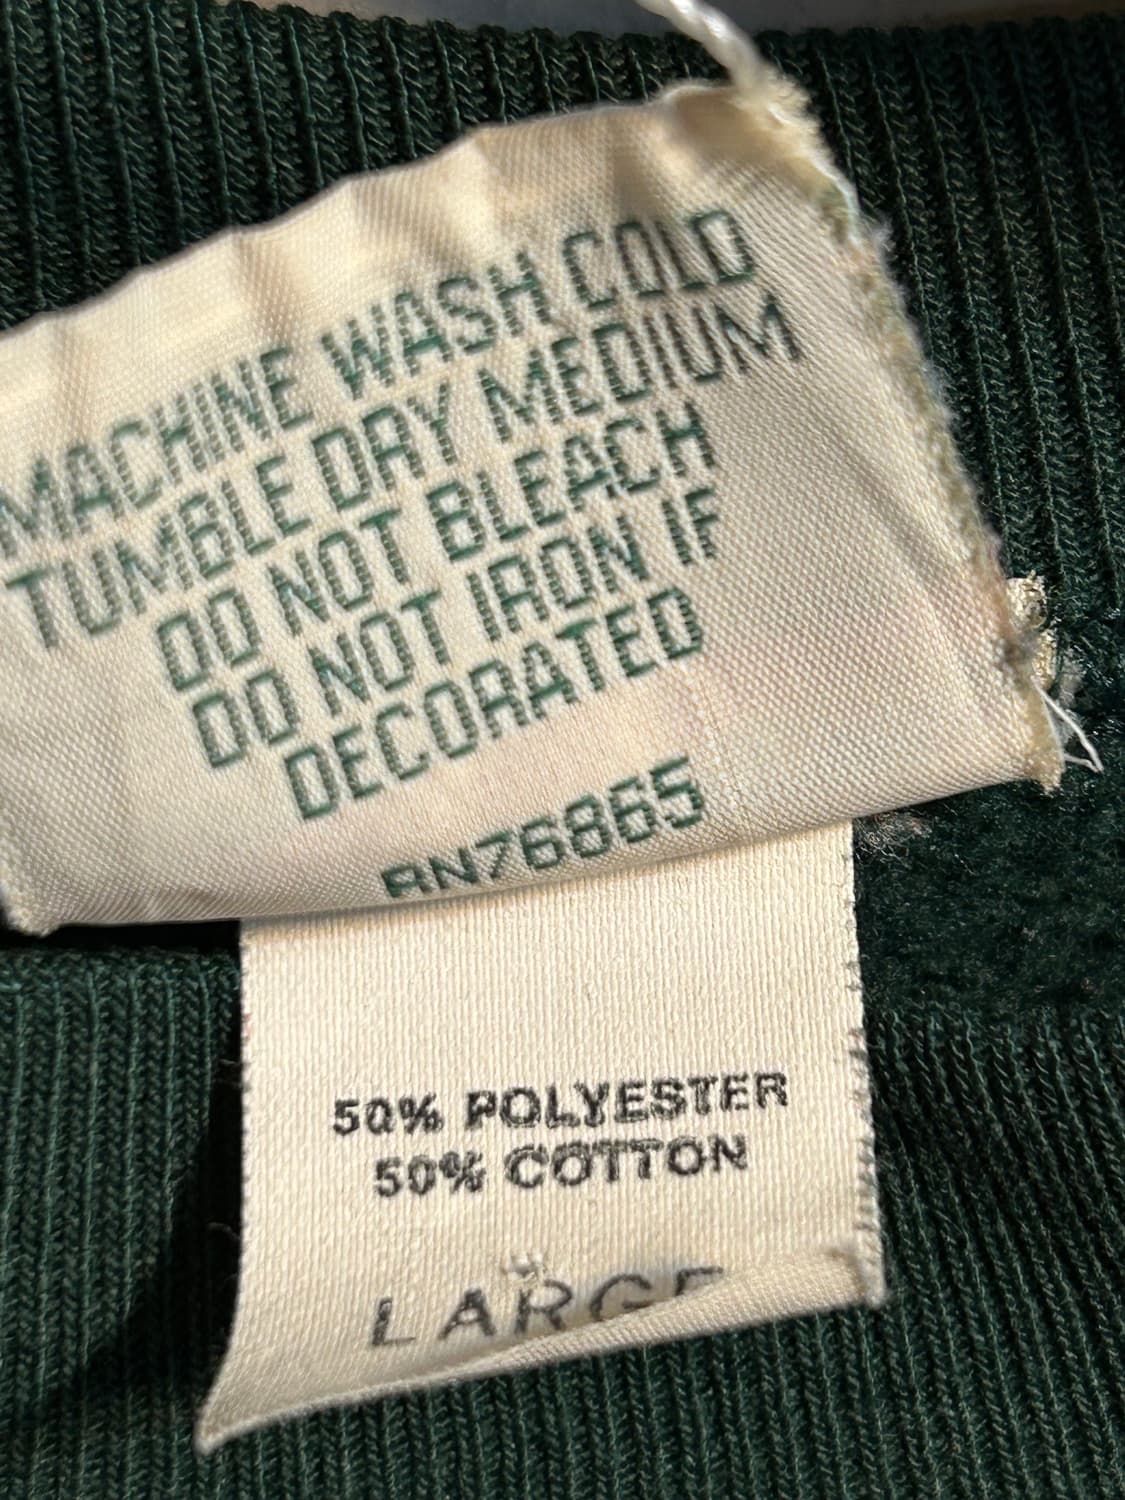 MACHINE WASH COLD
TUMBLE DRY MEDIUM
DO NOT BLEACH
DO NOT IRON IF
DECORATED
RN76865
50% POLYESTER
50% COTTON
LARGE